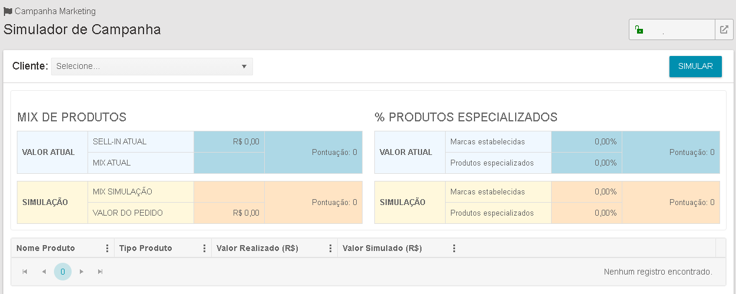 Campanha Marketing
Simulador de Campanha
Cliente: Selecione... SIMULAR
MIX DE PRODUTOS
VALOR ATUAL SELL-IN ATUAL R$ 0,00 Pontuação: 0
MIX ATUAL
SIMULAÇÃO MIX SIMULAÇÃO Pontuação: 0
VALOR DO PEDIDO R$ 0,00
% PRODUTOS ESPECIALIZADOS
VALOR ATUAL Marcas estabelecidas 0,00% Pontuação: 0
Produtos especializados 0,00%
SIMULAÇÃO Marcas estabelecidas 0,00% Pontuação: 0
Produtos especializados 0,00%
Nome Produto Tipo Produto Valor Realizado (R$) Valor Simulado (R$)
0 Nenhum registro encontrado.